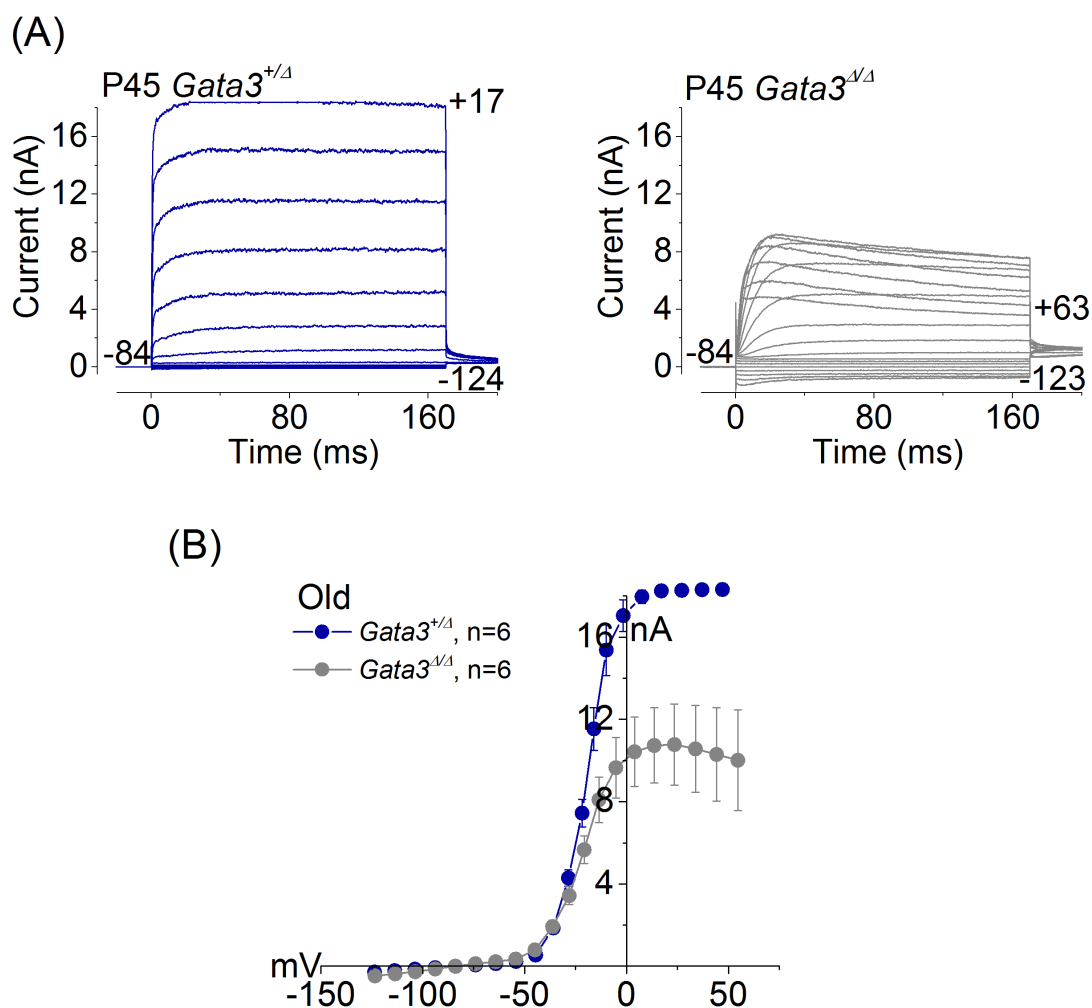 (A)
P45 Gata3+/Δ
+17
16
12
8
4
0
-84
-124
Current (nA)
0 80 160
Time (ms)
P45 Gata3Δ/Δ
16
12
8
4
0
-84
+63
-123
Current (nA)
0 80 160
Time (ms)
(B)
Old
Gata3+/Δ, n=6
Gata3Δ/Δ, n=6
nA
16
12
8
4
mV
-150 -100 -50 0 50